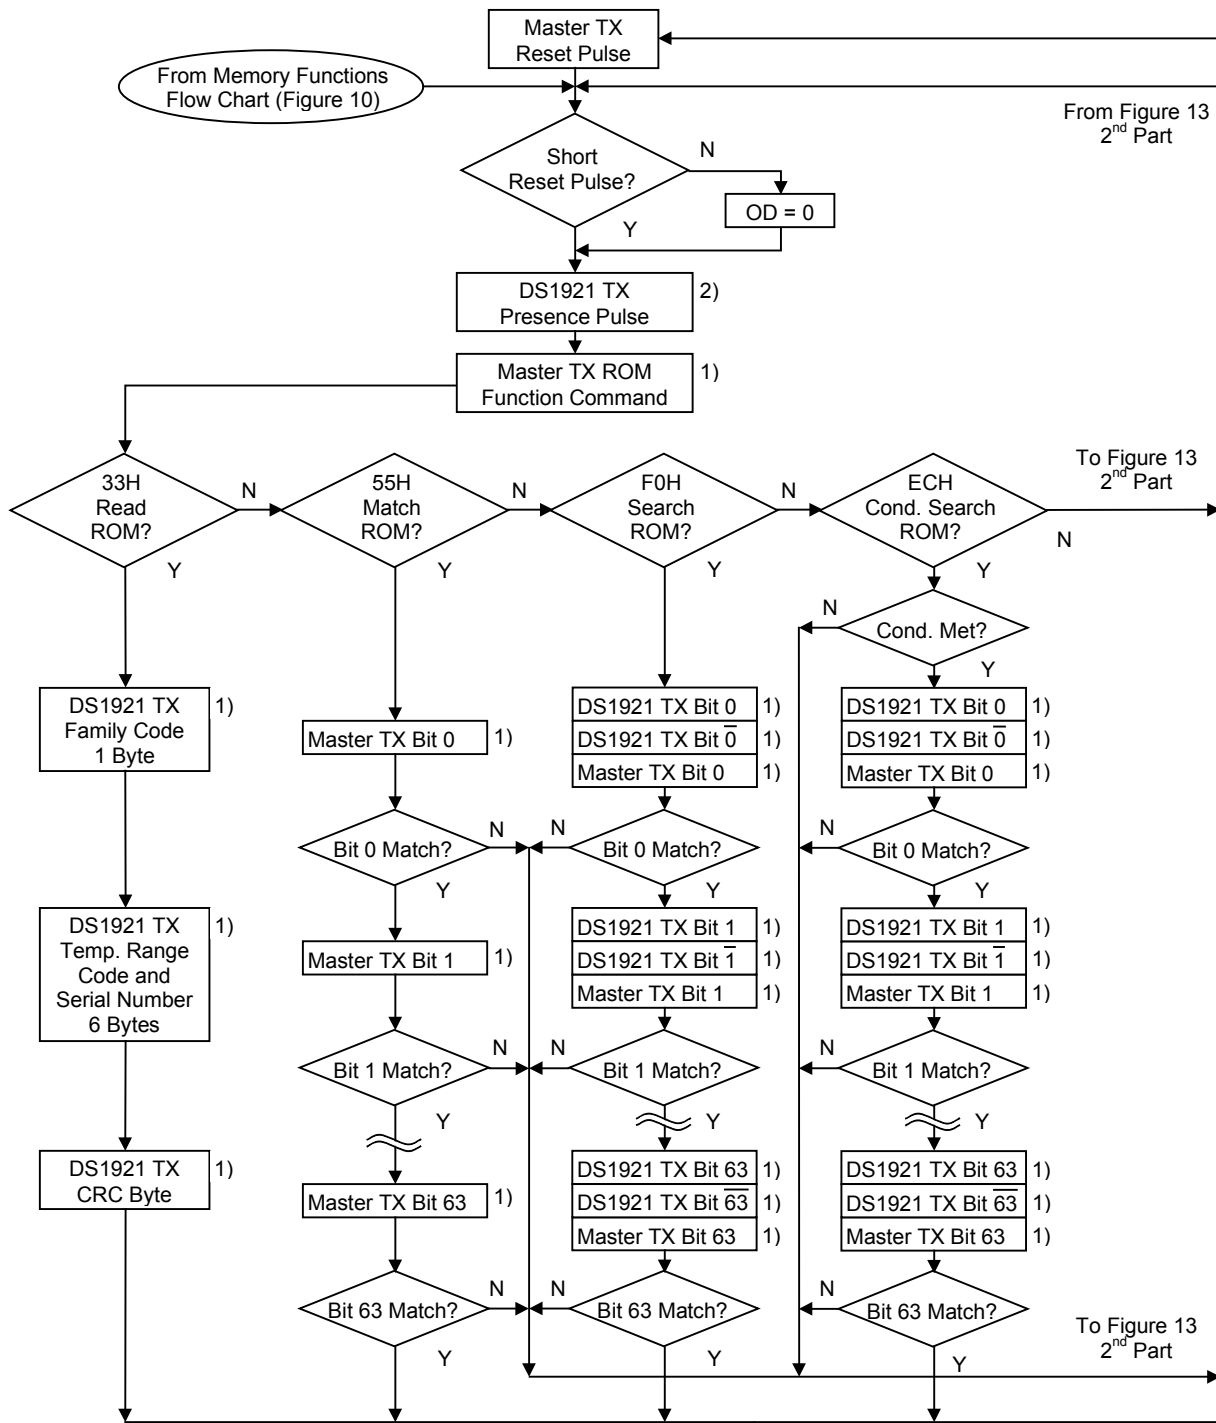 Master TX
Reset Pulse
From Memory Functions
Flow Chart (Figure 10)
From Figure 13
2nd Part
Short
Reset Pulse?
N
OD = 0
Y
DS1921 TX
Presence Pulse
2)
Master TX ROM
Function Command
1)
33H
Read
ROM?
N
Y
55H
Match
ROM?
N
Y
F0H
Search
ROM?
N
Y
ECH
Cond. Search
ROM?
N
Y
To Figure 13
2nd Part
N
Cond. Met?
Y
DS1921 TX
Family Code
1 Byte
1)
Master TX Bit 0
1)
DS1921 TX Bit 0
1)
DS1921 TX Bit 0̅
1)
Master TX Bit 0
1)
DS1921 TX Bit 0
1)
DS1921 TX Bit 0̅
1)
Master TX Bit 0
1)
Bit 0 Match?
N
Y
N
Bit 0 Match?
Y
N
Bit 0 Match?
Y
DS1921 TX
Temp. Range
Code and
Serial Number
6 Bytes
1)
Master TX Bit 1
1)
DS1921 TX Bit 1
1)
DS1921 TX Bit 1̅
1)
Master TX Bit 1
1)
DS1921 TX Bit 1
1)
DS1921 TX Bit 1̅
1)
Master TX Bit 1
1)
Bit 1 Match?
N
Y
N
Bit 1 Match?
Y
N
Bit 1 Match?
Y
DS1921 TX
CRC Byte
1)
Master TX Bit 63
1)
DS1921 TX Bit 63
1)
DS1921 TX Bit 6̅3̅
1)
Master TX Bit 63
1)
DS1921 TX Bit 63
1)
DS1921 TX Bit 6̅3̅
1)
Master TX Bit 63
1)
Bit 63 Match?
N
Y
N
Bit 63 Match?
Y
N
Bit 63 Match?
Y
To Figure 13
2nd Part